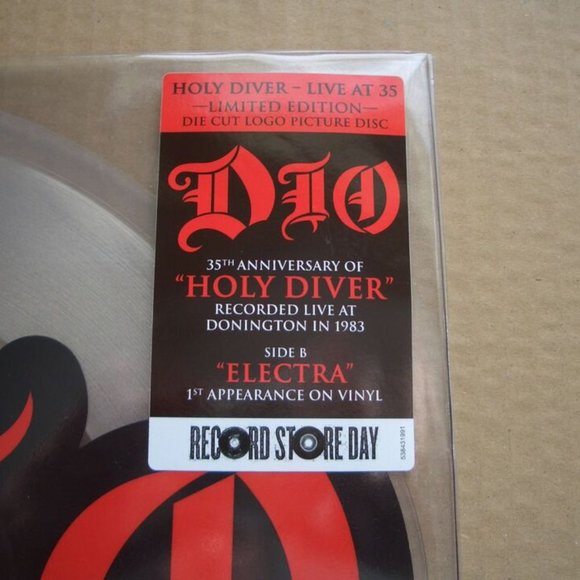 HOLY DIVER – LIVE AT 35
—LIMITED EDITION—
DIE CUT LOGO PICTURE DISC
DIO
35TH ANNIVERSARY OF
“HOLY DIVER”
RECORDED LIVE AT
DONINGTON IN 1983
SIDE B
“ELECTRA”
1ST APPEARANCE ON VINYL
RECORD STORE DAY
538431991